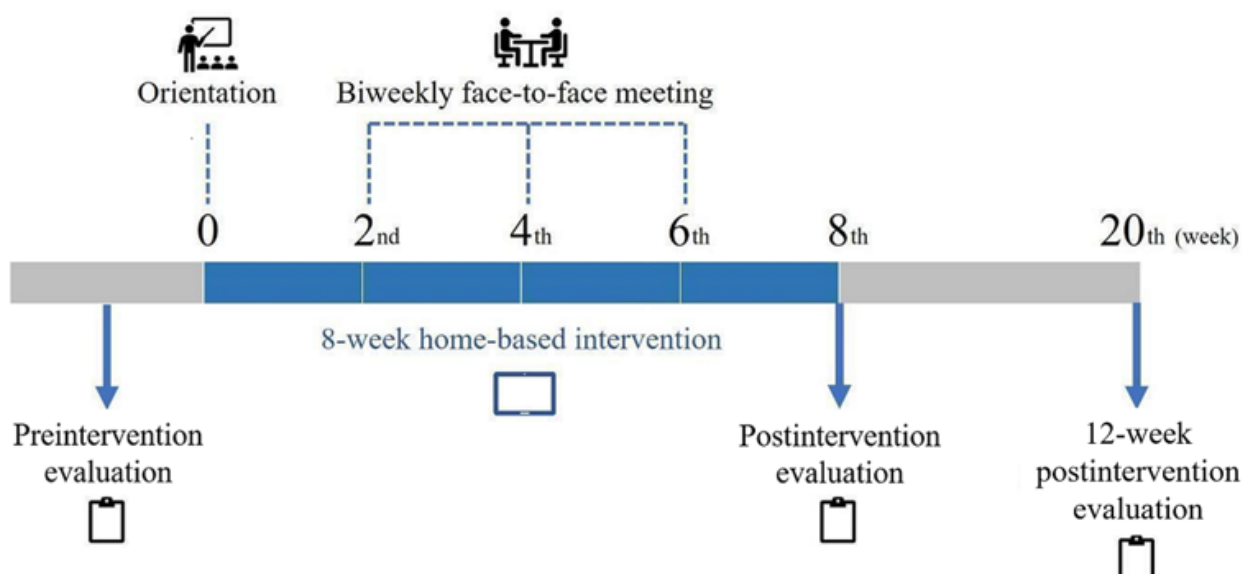 Orientation
Biweekly face-to-face meeting
0
2nd
4th
6th
8th
20th (week)
8-week home-based intervention
Preintervention
evaluation
Postintervention
evaluation
12-week
postintervention
evaluation